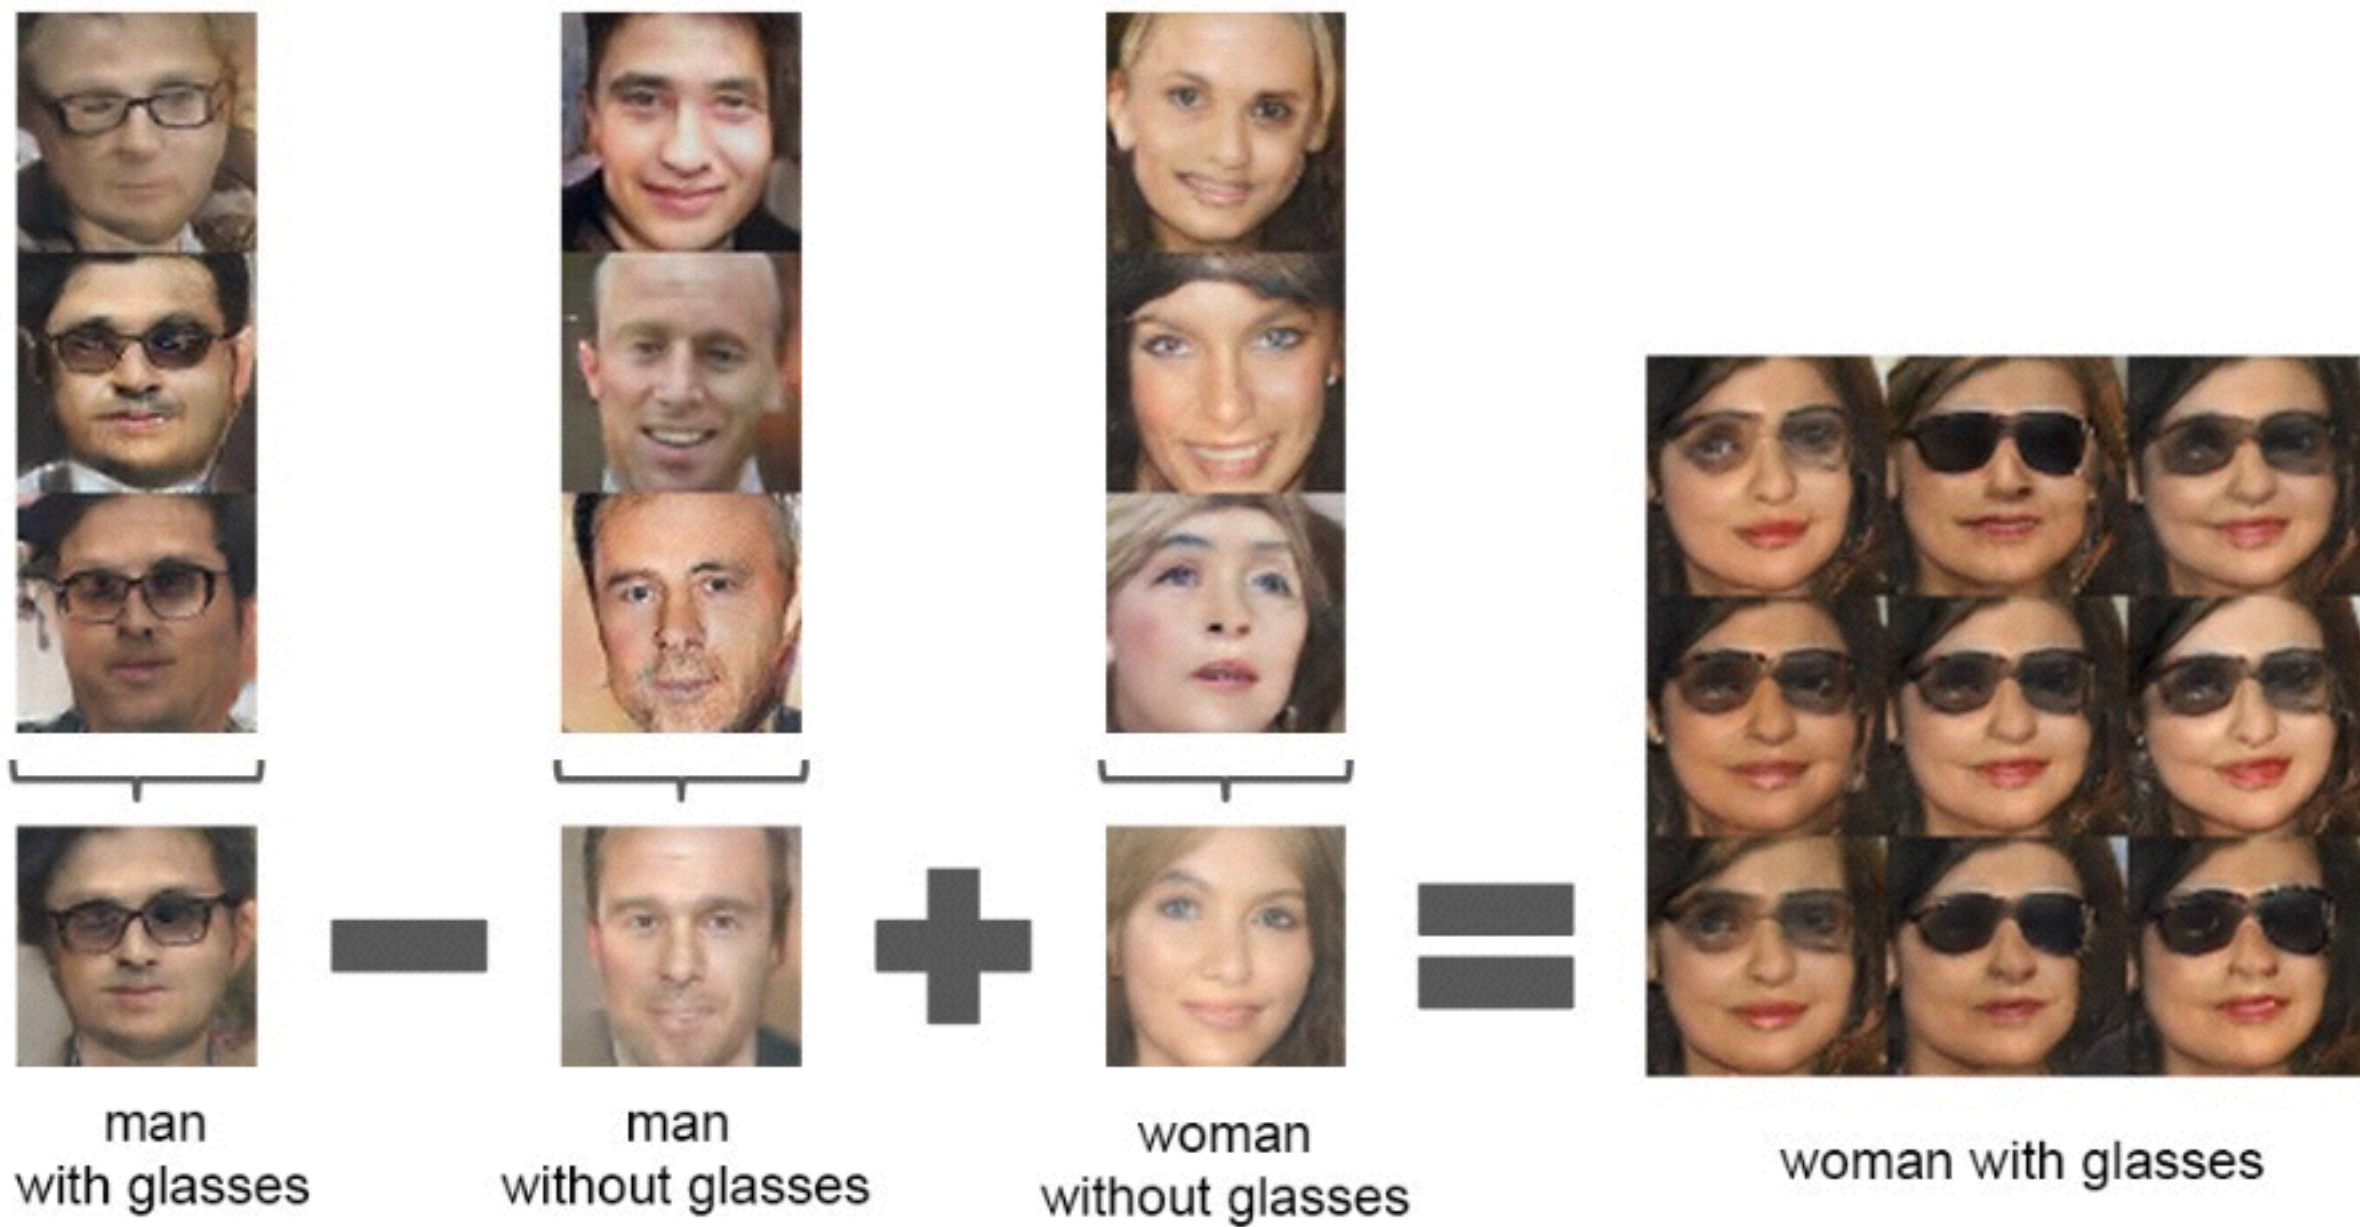 man
with glasses
man
without glasses
woman
without glasses
woman with glasses